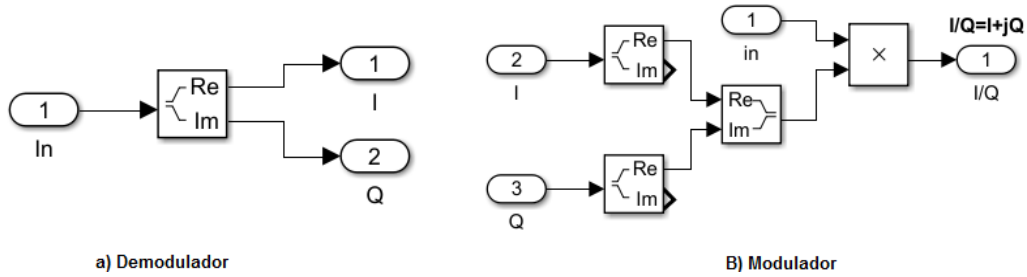 1
In
Re
Im
1
I
2
Q
a) Demodulador
2
I
Re
Im
3
Q
Re
Im
1
in
Re
Im
×
I/Q=I+jQ
1
I/Q
B) Modulador